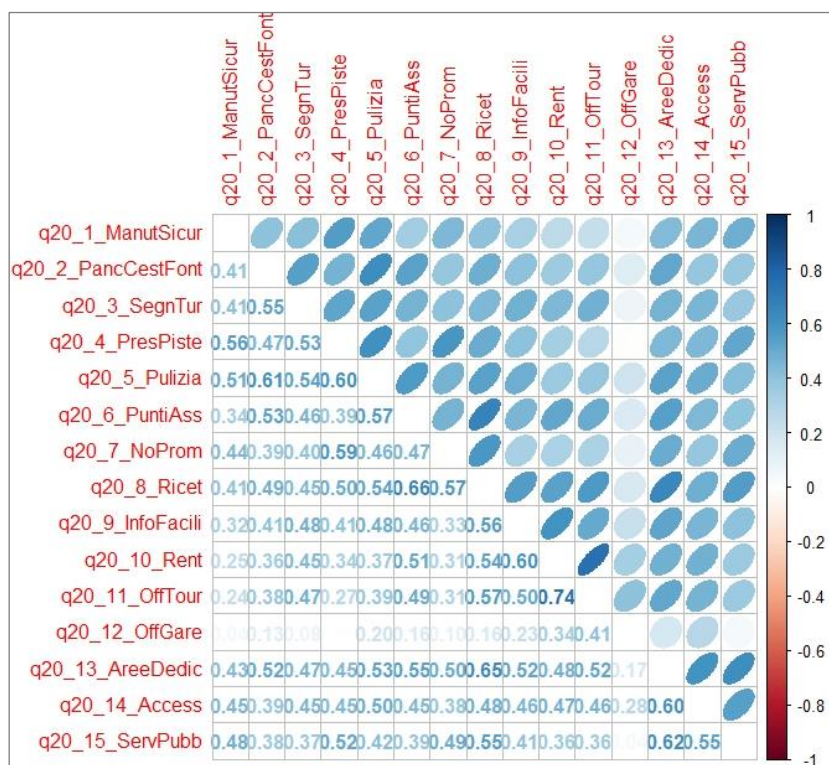 q20_1_ManutSicur
q20_2_PancCestFont
q20_3_SegnTur
q20_4_PresPiste
q20_5_Pulizia
q20_6_PuntiAss
q20_7_NoProm
q20_8_Ricet
q20_9_InfoFacili
q20_10_Rent
q20_11_OffTour
q20_12_OffGare
q20_13_AreeDedic
q20_14_Access
q20_15_ServPubb
q20_1_ManutSicur
q20_2_PancCestFont 0.41
q20_3_SegnTur 0.41 0.55
q20_4_PresPiste 0.56 0.47 0.53
q20_5_Pulizia 0.51 0.61 0.54 0.60
q20_6_PuntiAss 0.34 0.53 0.46 0.39 0.57
q20_7_NoProm 0.44 0.39 0.40 0.59 0.46 0.47
q20_8_Ricet 0.41 0.49 0.45 0.50 0.54 0.66 0.57
q20_9_InfoFacili 0.32 0.41 0.48 0.41 0.48 0.46 0.33 0.56
q20_10_Rent 0.25 0.36 0.45 0.34 0.37 0.51 0.31 0.54 0.60
q20_11_OffTour 0.24 0.38 0.47 0.27 0.39 0.49 0.31 0.57 0.50 0.74
q20_12_OffGare 0.13 0.08 0.20 0.16 0.10 0.16 0.23 0.34 0.41
q20_13_AreeDedic 0.43 0.52 0.47 0.45 0.53 0.55 0.50 0.65 0.52 0.48 0.52 0.17
q20_14_Access 0.45 0.39 0.45 0.45 0.50 0.45 0.38 0.48 0.46 0.47 0.46 0.28 0.60
q20_15_ServPubb 0.48 0.38 0.37 0.52 0.42 0.39 0.49 0.55 0.41 0.36 0.36 0.04 0.62 0.55
1
0.8
0.6
0.4
0.2
0
-0.2
-0.4
-0.6
-0.8
-1